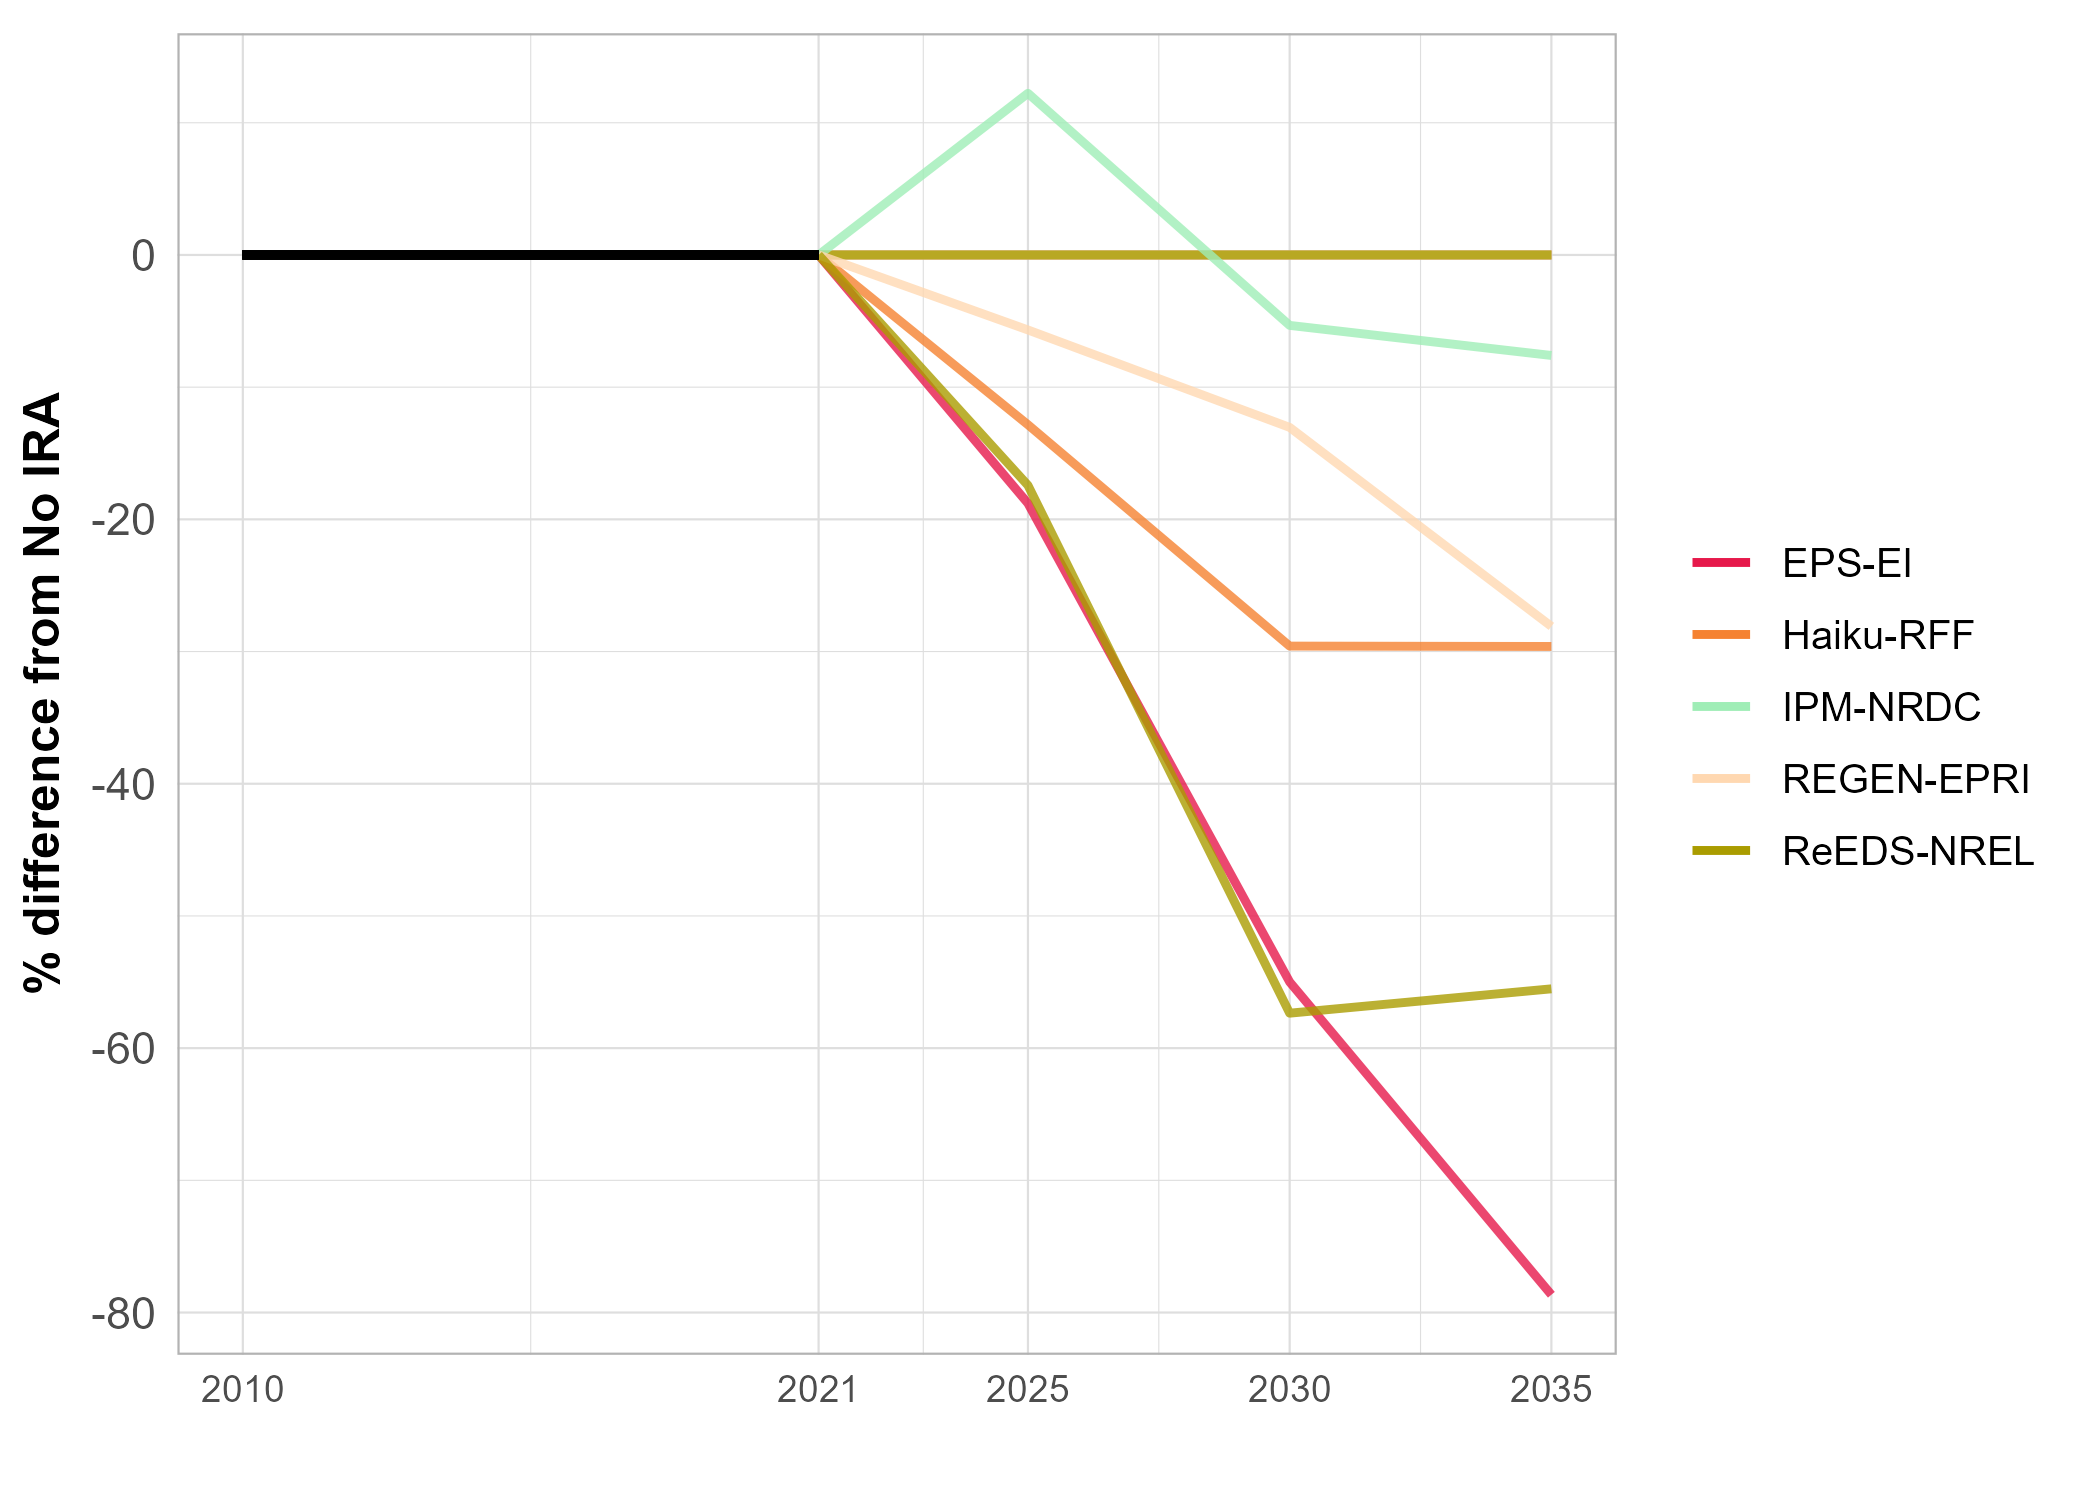 % difference from No IRA
0
-20
-40
-60
-80
2010
2021
2025
2030
2035
EPS-EI
Haiku-RFF
IPM-NRDC
REGEN-EPRI
ReEDS-NREL